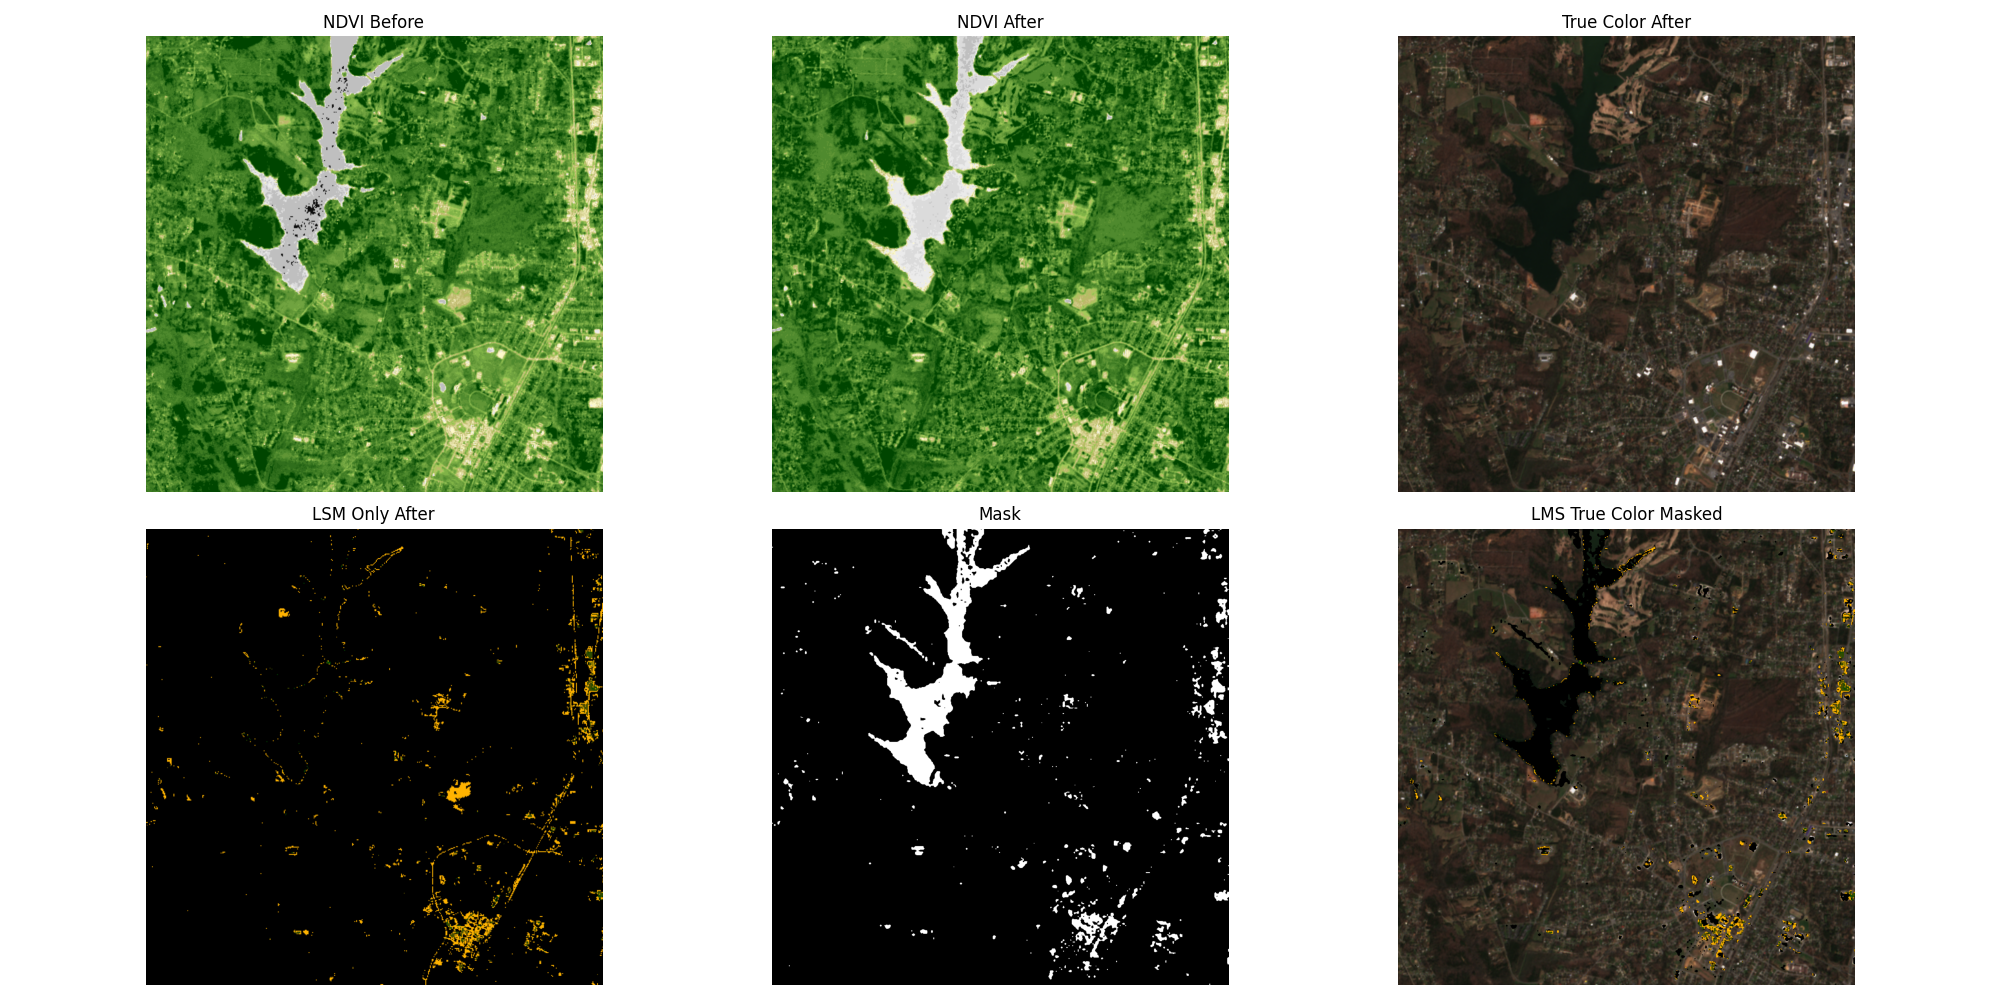 NDVI Before
NDVI After
True Color After
LSM Only After
Mask
LMS True Color Masked